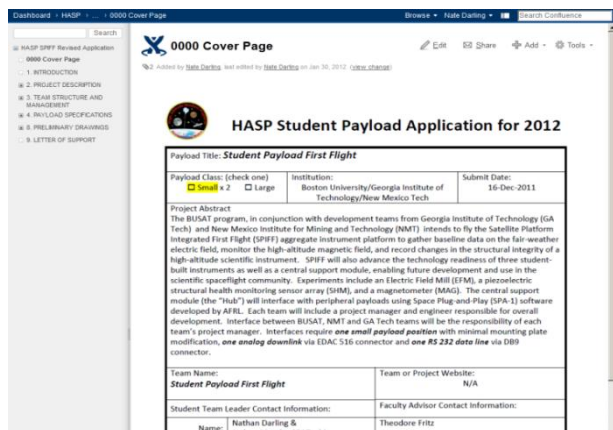 Dashboard > HASP > ... > 0000 Cover Page
Browse Nate Darling Search Confluence
Search
HASP SPIFF Revised Application
0000 Cover Page
1. INTRODUCTION
2. PROJECT DESCRIPTION
3. TEAM STRUCTURE AND
MANAGEMENT
4. PAYLOAD SPECIFICATIONS
8. PRELIMINARY DRAWINGS
9. LETTER OF SUPPORT
0000 Cover Page
Edit Share Add Tools
2 Added by Nate Darling, last edited by Nate Darling on Jan 30, 2012 (view change)
HASP Student Payload Application for 2012
Payload Title: Student Payload First Flight
Payload Class: (check one)
Small x 2 Large
Institution:
Boston University/Georgia Institute of
Technology/New Mexico Tech
Submit Date:
16-Dec-2011
Project Abstract
The BUSAT program, in conjunction with development teams from Georgia Institute of Technology (GA
Tech) and New Mexico Institute for Mining and Technology (NMT) intends to fly the Satellite Platform
Integrated First Flight (SPIFF) aggregate instrument platform to gather baseline data on the fair-weather
electric field, monitor the high-altitude magnetic field, and record changes in the structural integrity of a
high-altitude scientific instrument. SPIFF will also advance the technology readiness of three student-
built instruments as well as a central support module, enabling future development and use in the
scientific spaceflight community. Experiments include an Electric Field Mill (EFM), a piezoelectric
structural health monitoring sensor array (SHM), and a magnetometer (MAG). The central support
module (the "Hub") will interface with peripheral payloads using Space Plug-and-Play (SPA-1) software
developed by AFRL. Each team will include a project manager and engineer responsible for overall
development. Interface between BUSAT, NMT and GA Tech teams will be the responsibility of each
team's project manager. Interfaces require one small payload position with minimal mounting plate
modification, one analog downlink via EDAC 516 connector and one RS 232 data line via DB9
connector.
Team Name:
Student Payload First Flight
Team or Project Website:
N/A
Student Team Leader Contact Information:
Faculty Advisor Contact Information:
Name: Nathan Darling &
Theodore Fritz